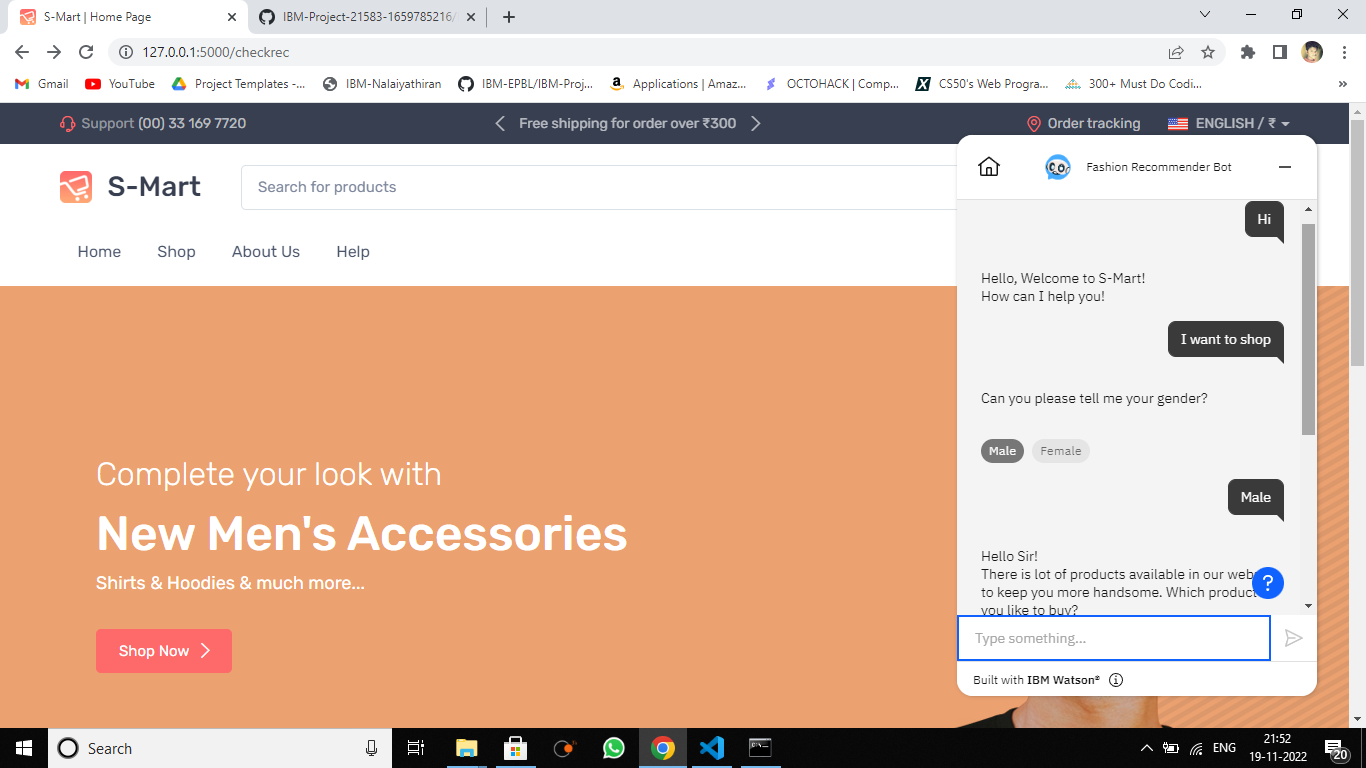 S-Mart | Home Page
IBM-Project-21583-1659785216/
127.0.0.1:5000/checkrec
Gmail
YouTube
Project Templates -...
IBM-Nalaiyathiran
IBM-EPBL/IBM-Proj...
Applications | Amaz...
OCTOHACK | Comp...
CS50's Web Progra...
300+ Must Do Codi...
»
Support (00) 33 169 7720
Free shipping for order over ₹300
Order tracking
ENGLISH / ₹
S-Mart
Search for products
Home
Shop
About Us
Help
Complete your look with
New Men's Accessories
Shirts & Hoodies & much more...
Shop Now
Fashion Recommender Bot
Hi
Hello, Welcome to S-Mart!
How can I help you!
I want to shop
Can you please tell me your gender?
Male
Female
Male
Hello Sir!
There is lot of products available in our webs
to keep you more handsome. Which product
you like to buy?
?
Type something...
Built with IBM Watson®
Search
ENG
21:52
19-11-2022
20